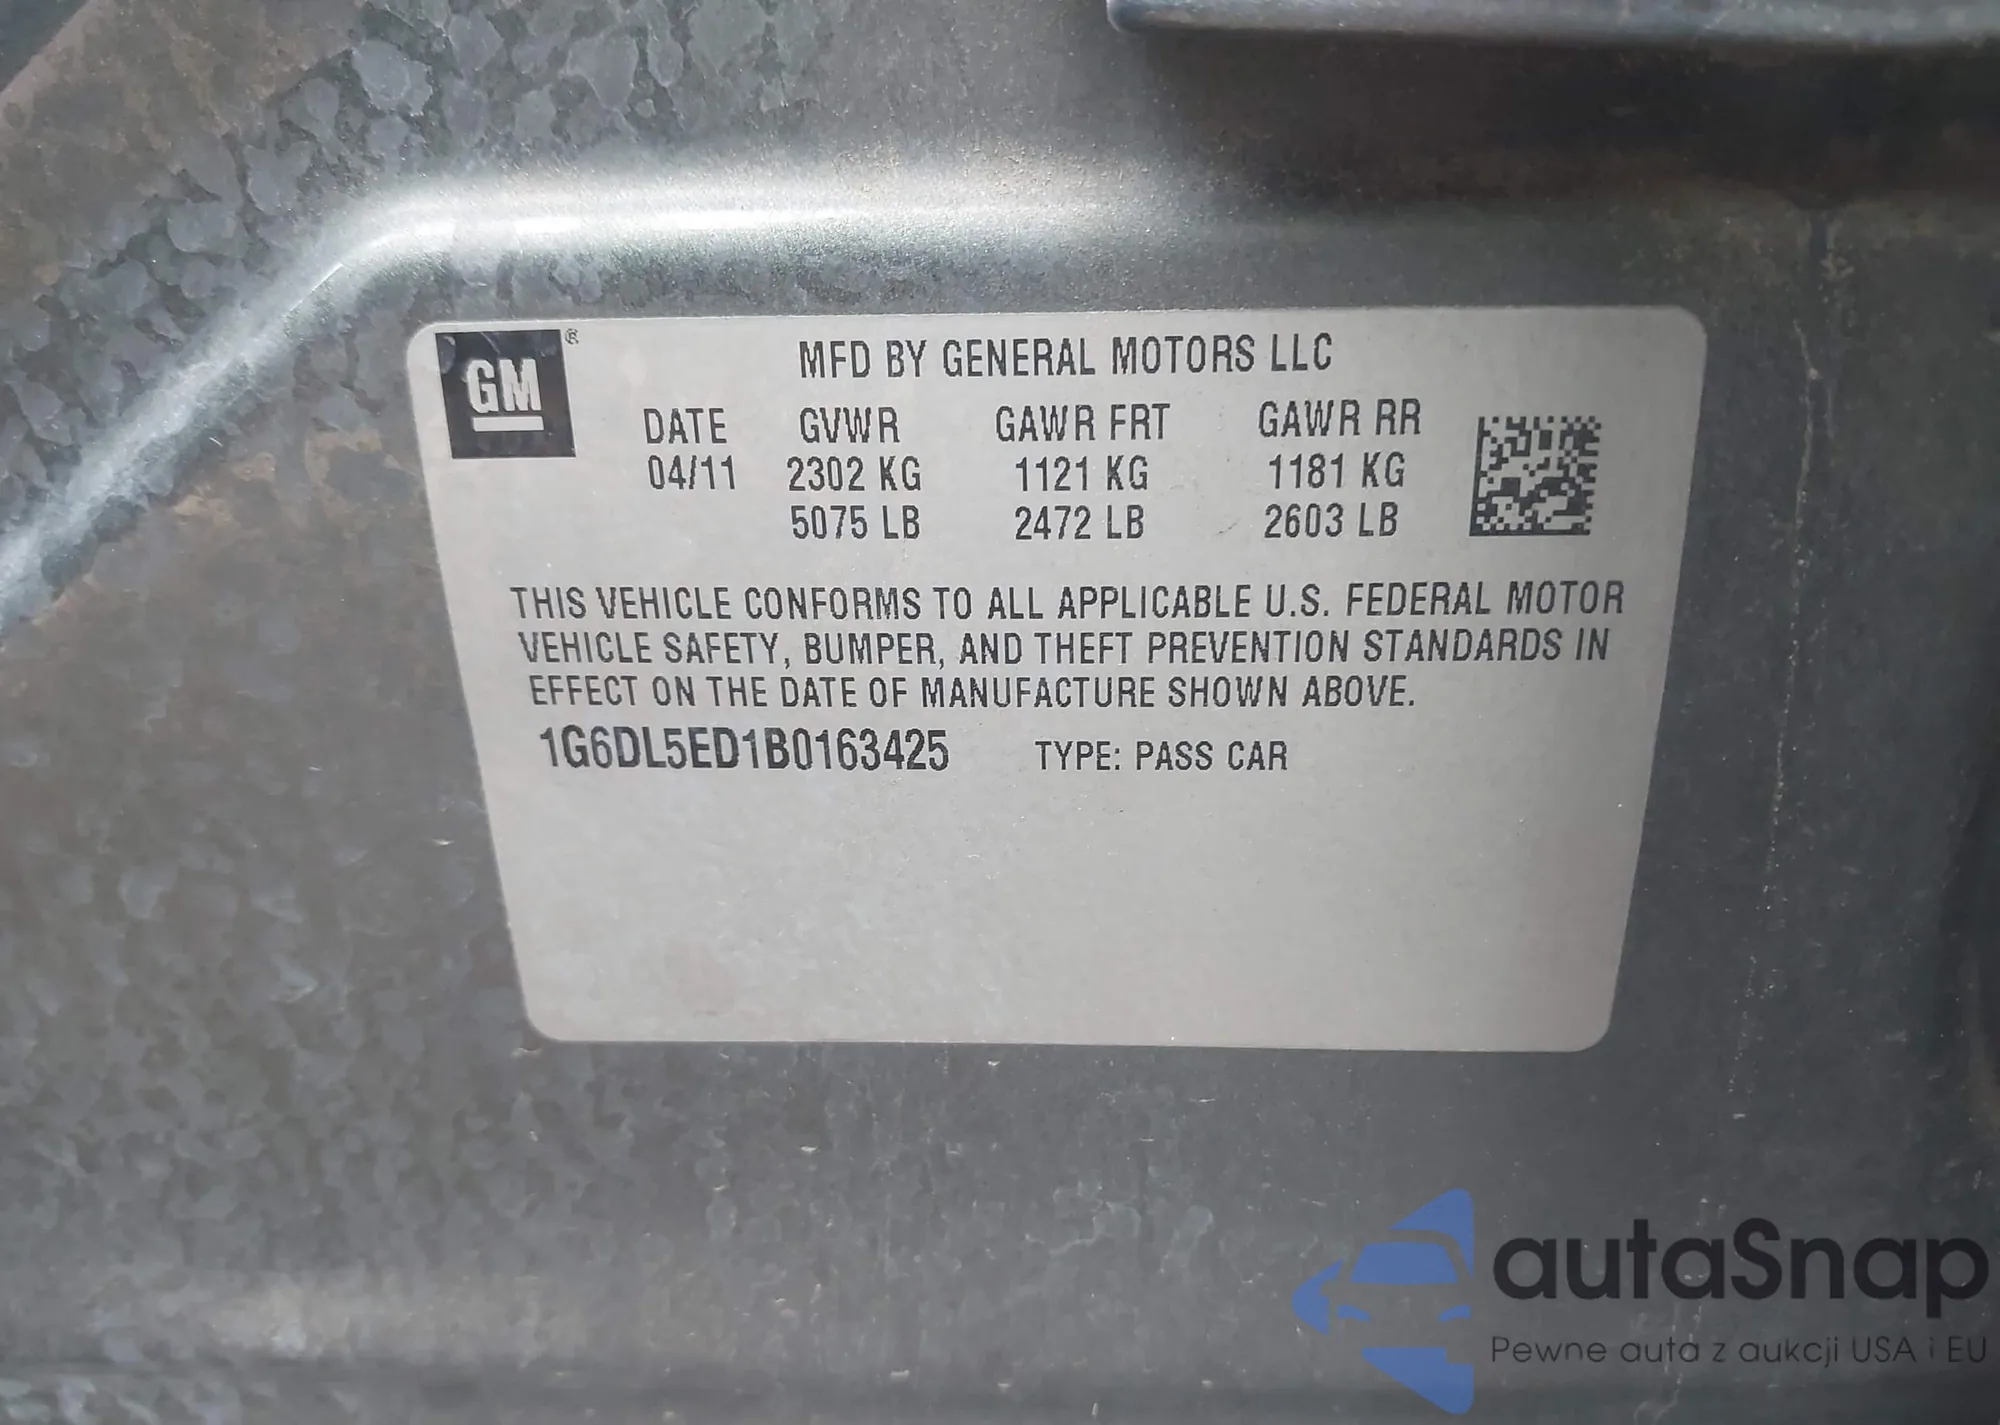 GM ®
MFD BY GENERAL MOTORS LLC
DATE GVWR GAWR FRT GAWR RR
04/11 2302 KG 1121 KG 1181 KG
5075 LB 2472 LB 2603 LB
THIS VEHICLE CONFORMS TO ALL APPLICABLE U.S. FEDERAL MOTOR
VEHICLE SAFETY, BUMPER, AND THEFT PREVENTION STANDARDS IN
EFFECT ON THE DATE OF MANUFACTURE SHOWN ABOVE.
1G6DL5ED1B0163425 TYPE: PASS CAR
autaSnap
Pewne auta z aukcji USA i EU